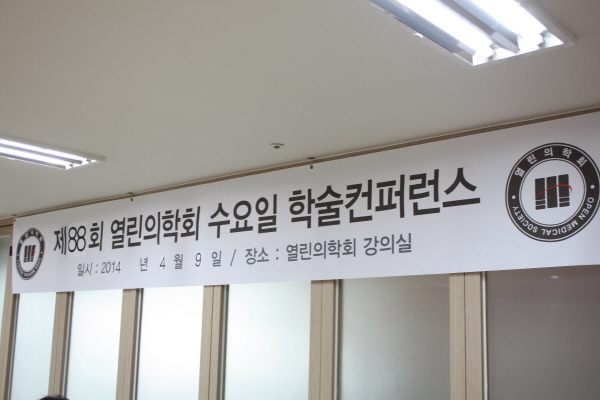 제88회 열린의학회 수요일 학술컨퍼런스
일시 : 2014 년 4 월 9 일 / 장소 : 열린의학회 강의실
열린의학회
OPEN MEDICAL SOCIETY